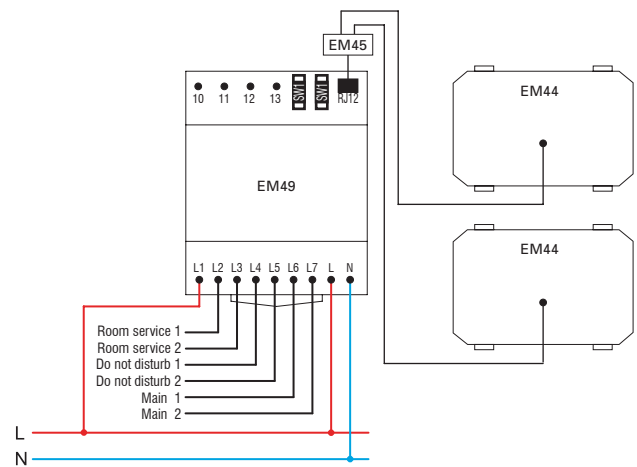 EM45
10 11 12 13 SW1 SW1 RJ12
EM44
EM49
EM44
L1 L2 L3 L4 L5 L6 L7 L N
Room service 1
Room service 2
Do not disturb 1
Do not disturb 2
Main 1
Main 2
L
N